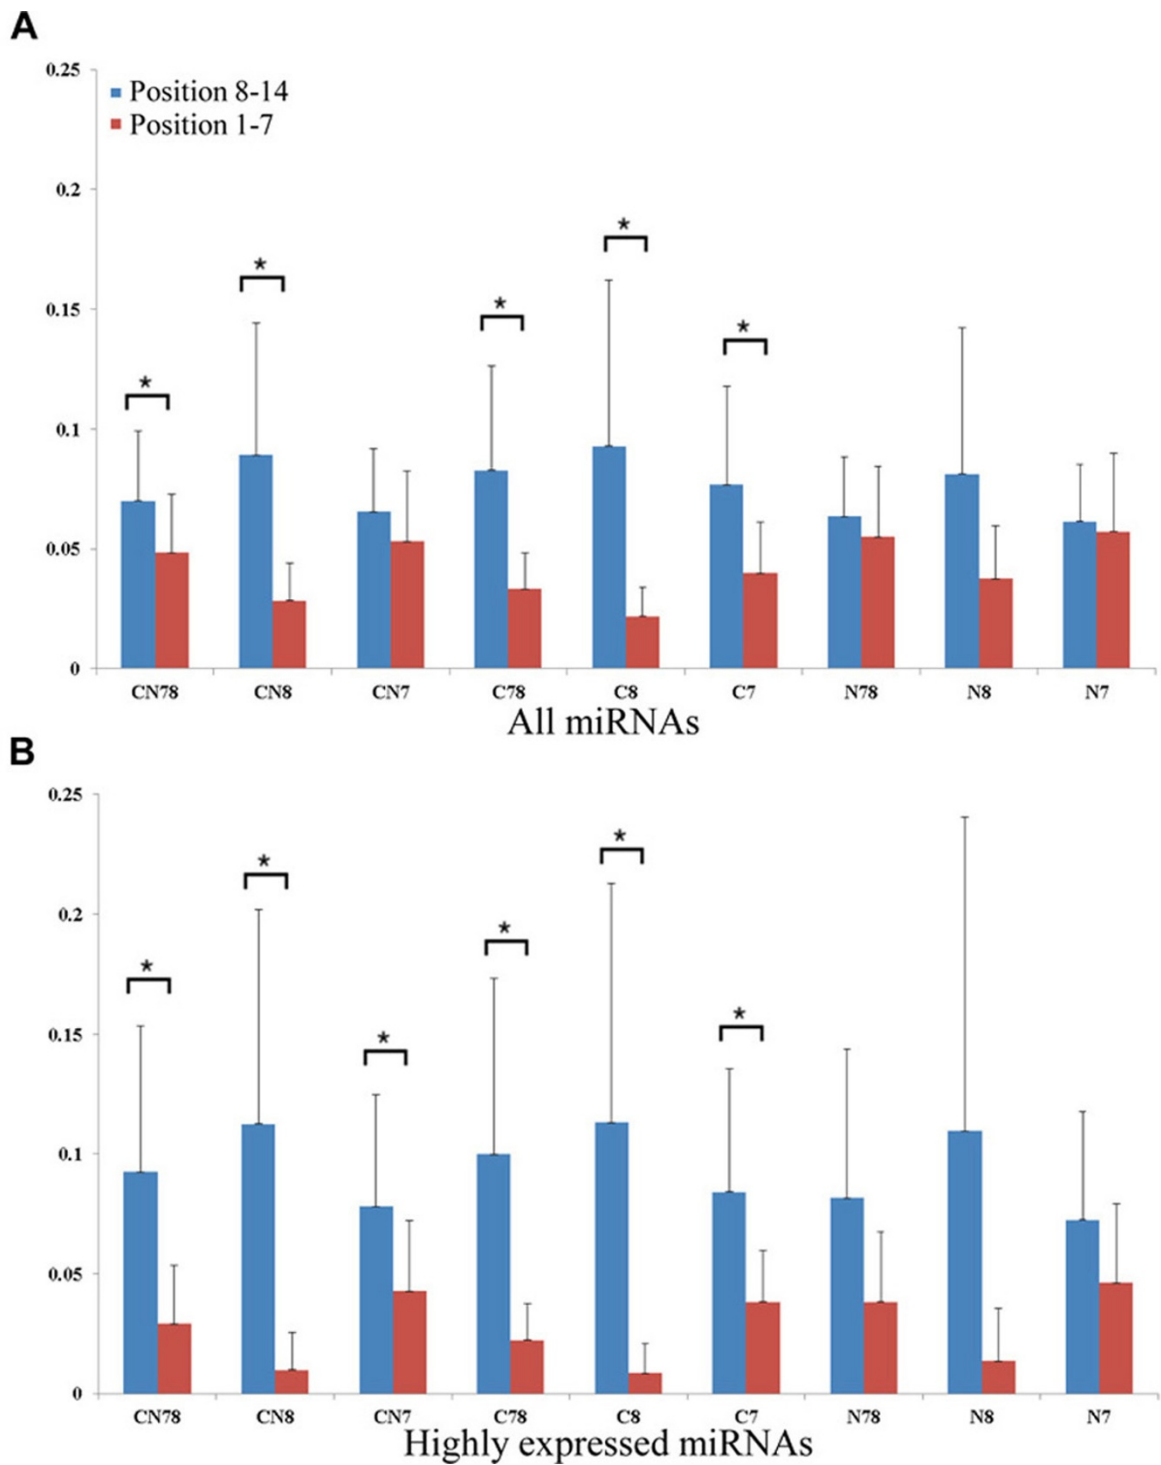 A
0.25
Position 8-14
Position 1-7
0.2
*
*
*
0.15
*
*
0.1
0.05
0
CN78 CN8 CN7 C78 C8 C7 N78 N8 N7
All miRNAs
B
0.25
*
*
0.2
*
*
*
0.15
*
0.1
0.05
0
CN78 CN8 CN7 C78 C8 C7 N78 N8 N7
Highly expressed miRNAs